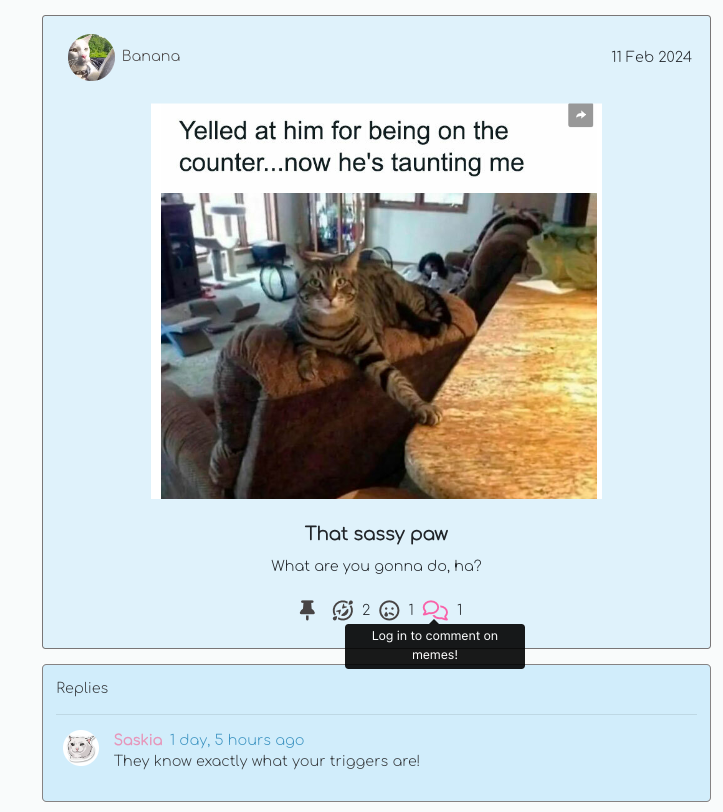 Banana
11 Feb 2024
Yelled at him for being on the
counter...now he's taunting me
That sassy paw
What are you gonna do, ha?
2 1 1
Log in to comment on
memes!
Replies
Saskia 1 day, 5 hours ago
They know exactly what your triggers are!